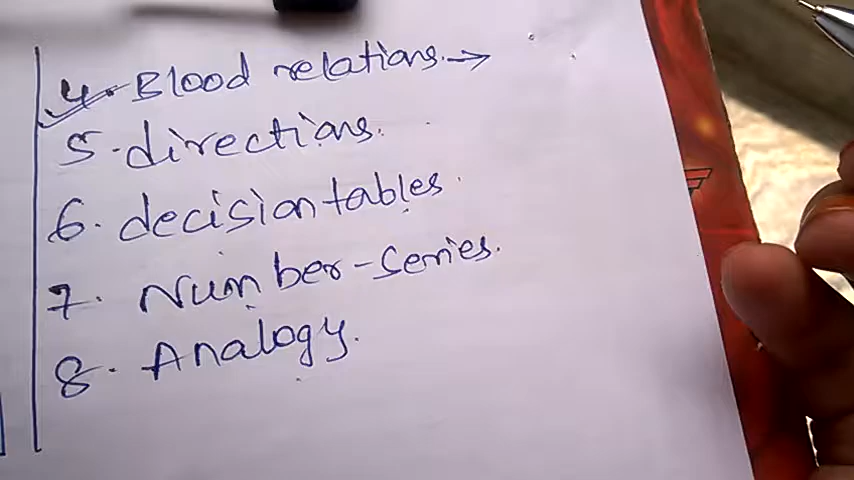 4. Blood relations. →
5. directions.
6. decision tables.
7. Number-Series.
8. Analogy.